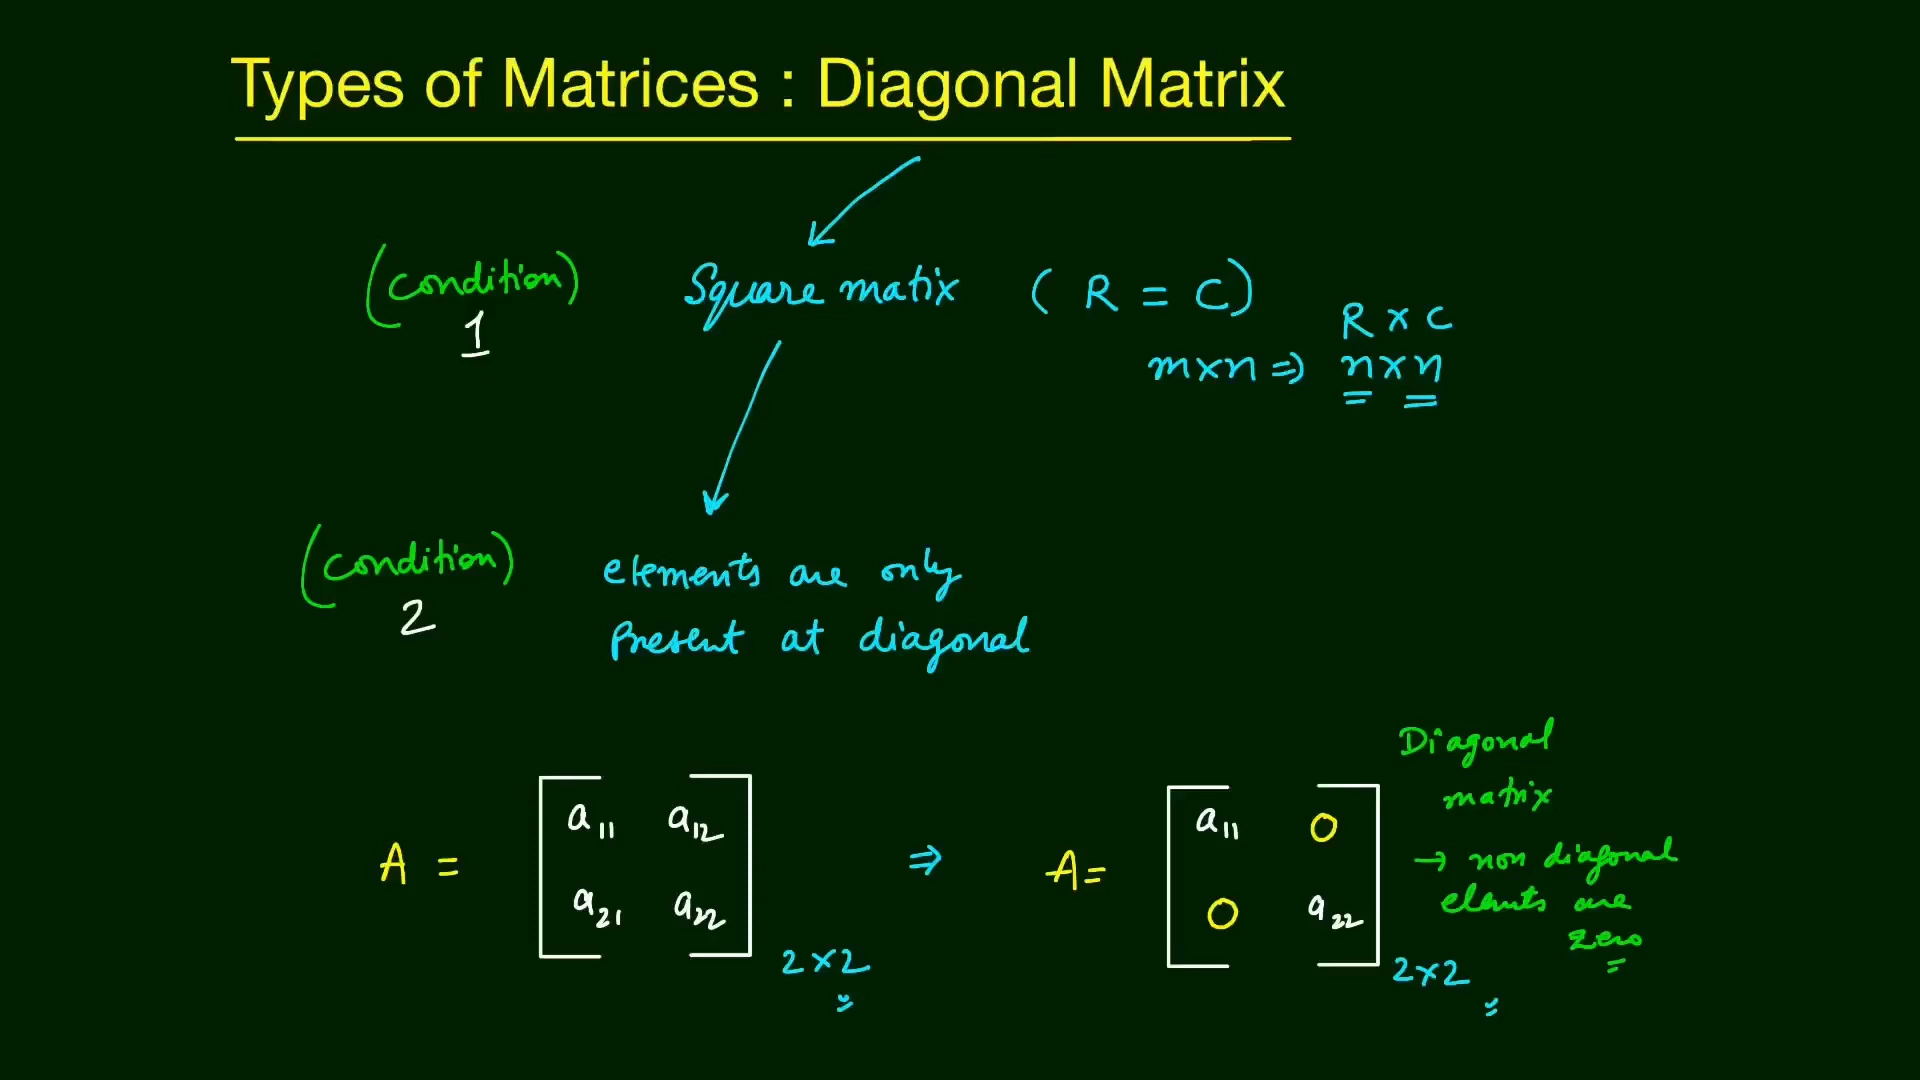 Types of Matrices : Diagonal Matrix
(condition) 1
Square matix ( R = C )
R × C
m×n ⇒ n×n
(condition) 2
elements are only
Present at diagonal
A = [ a11 a12
a21 a22 ] 2×2
⇒
A = [ a11 0
0 a22 ] 2×2
Diagonal
matrix
→ non diagonal
elemts are
zero